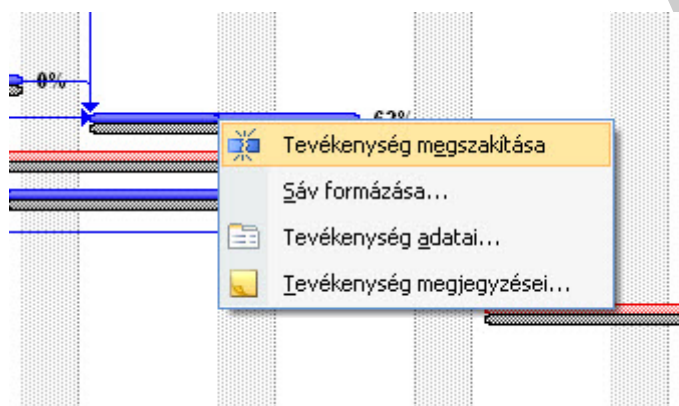 0%
62%
Tevékenység megszakítása
Sáv formázása...
Tevékenység adatai...
Tevékenység megjegyzései...